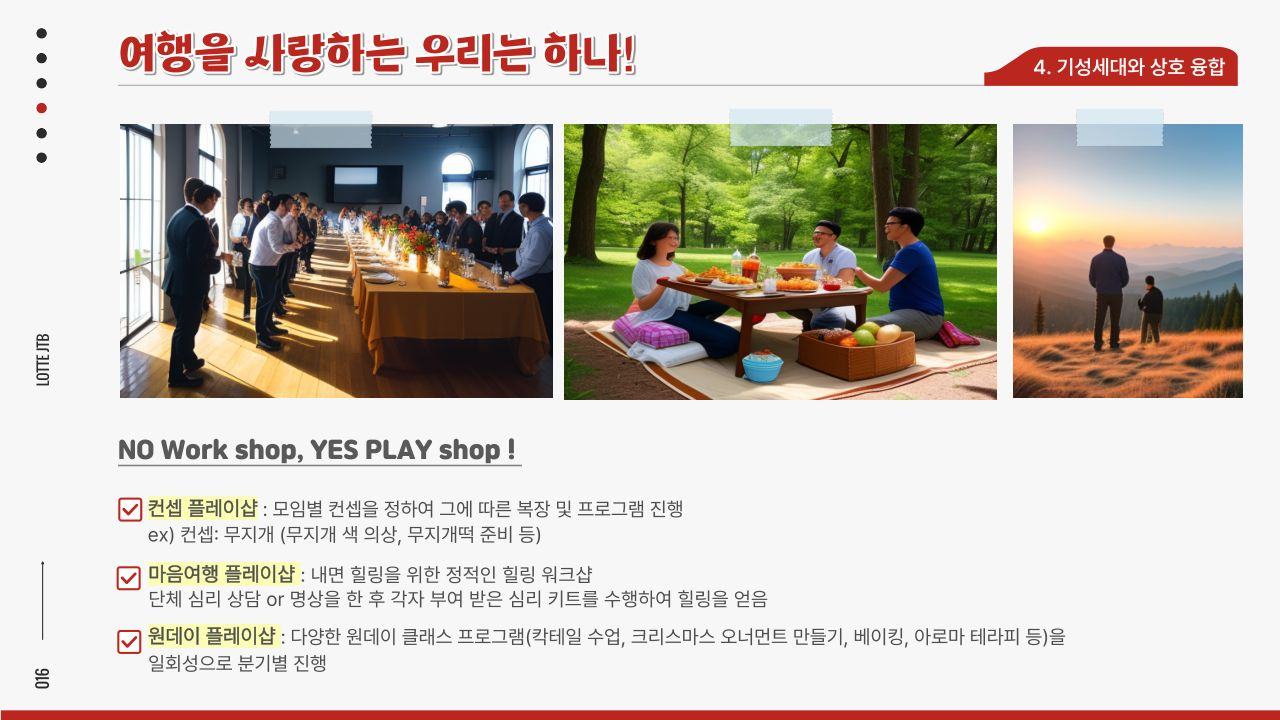 여행을 사랑하는 우리는 하나!
4. 기성세대와 상호 융합
LOTTE JTB
NO Work shop, YES PLAY shop !
컨셉 플레이샵 : 모임별 컨셉을 정하여 그에 따른 복장 및 프로그램 진행
ex) 컨셉: 무지개 (무지개 색 의상, 무지개떡 준비 등)
마음여행 플레이샵 : 내면 힐링을 위한 정적인 힐링 워크샵
단체 심리 상담 or 명상을 한 후 각자 부여 받은 심리 키트를 수행하여 힐링을 얻음
원데이 플레이샵 : 다양한 원데이 클래스 프로그램(칵테일 수업, 크리스마스 오너먼트 만들기, 베이킹, 아로마 테라피 등)을
일회성으로 분기별 진행
016